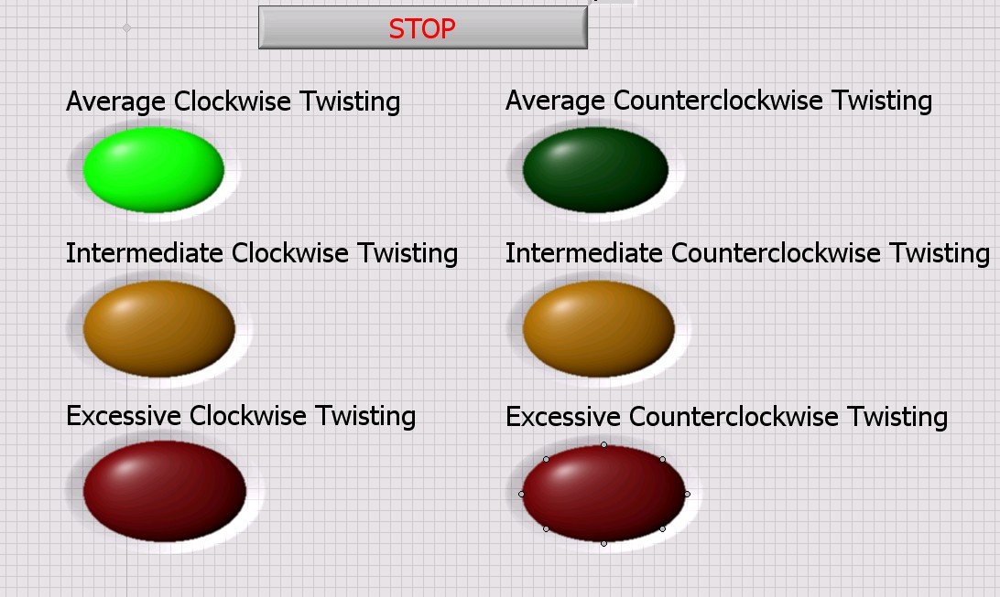 STOP
Average Clockwise Twisting
Average Counterclockwise Twisting
Intermediate Clockwise Twisting
Intermediate Counterclockwise Twisting
Excessive Clockwise Twisting
Excessive Counterclockwise Twisting